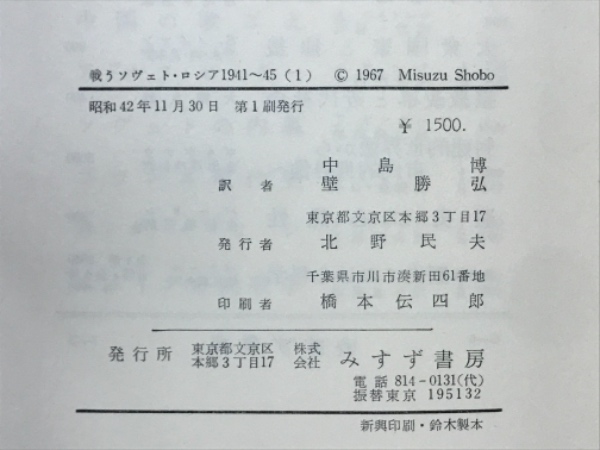 戦うソヴェト・ロシア1941〜45（1） © 1967 Misuzu Shobo
昭和42年11月30日 第1刷発行
¥ 1500.
中島博
訳者 壁勝弘
東京都文京区本郷3丁目17
発行者 北野民夫
千葉県市川市湊新田61番地
印刷者 橋本伝四郎
発行所 東京都文京区本郷3丁目17 株式会社 みすず書房
電話 814-0131(代)
振替東京 195132
新興印刷・鈴木製本